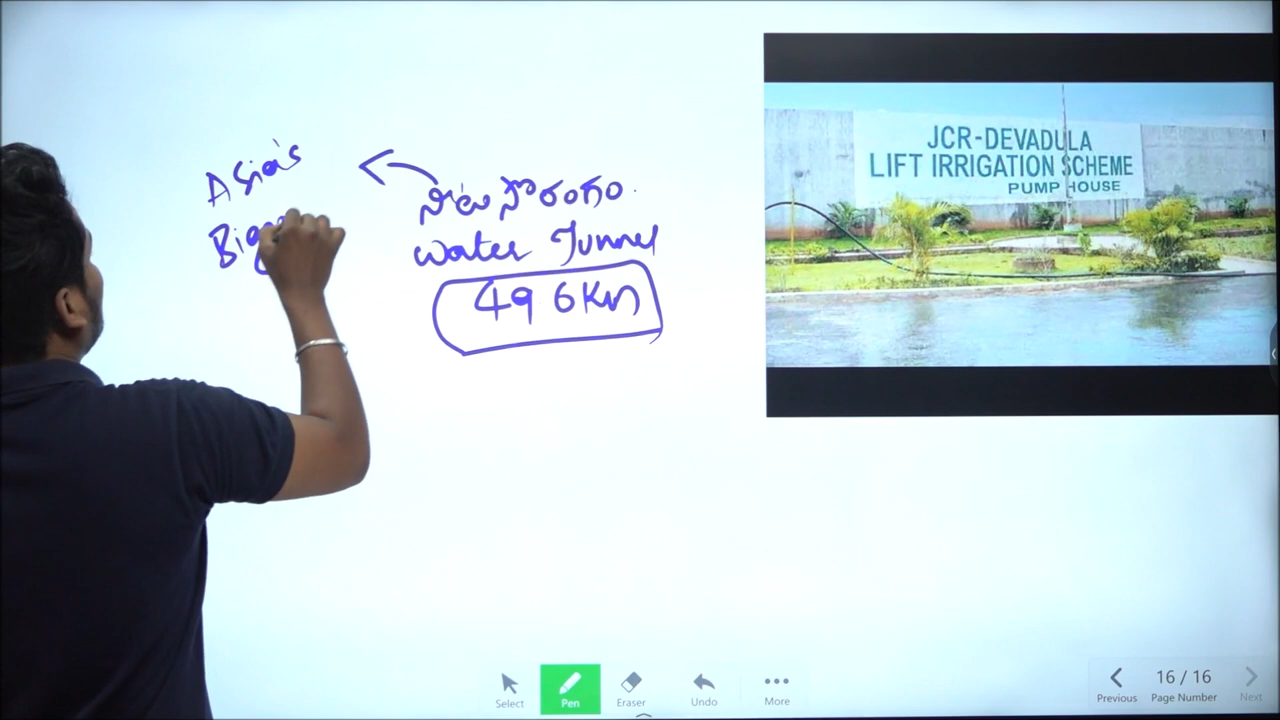 Asia's
Bigg
నీటి సొరంగం.
Water Tunnel
49 6Km
JCR-DEVADULA
LIFT IRRIGATION SCHEME
PUMP HOUSE
Select
Pen
Eraser
Undo
More
Previous
16 / 16
Page Number
Next